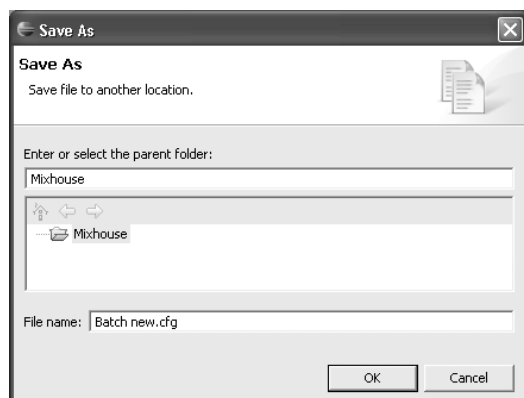 Save As
Save As
Save file to another location.
Enter or select the parent folder:
Mixhouse
Mixhouse
File name: Batch new.cfg
OK Cancel